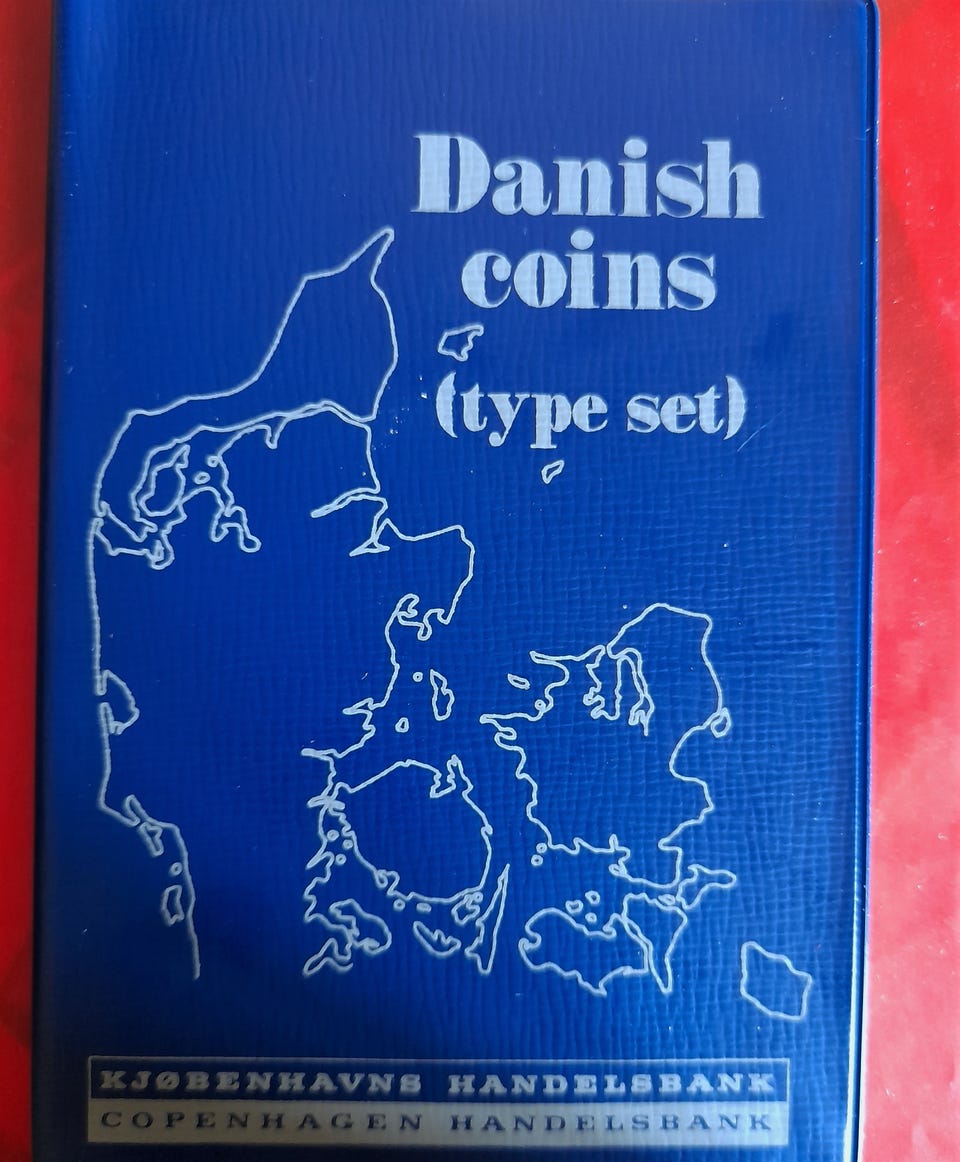 Danish
coins
(type set)
KJØBENHAVNS HANDELSBANK
COPENHAGEN HANDELSBANK